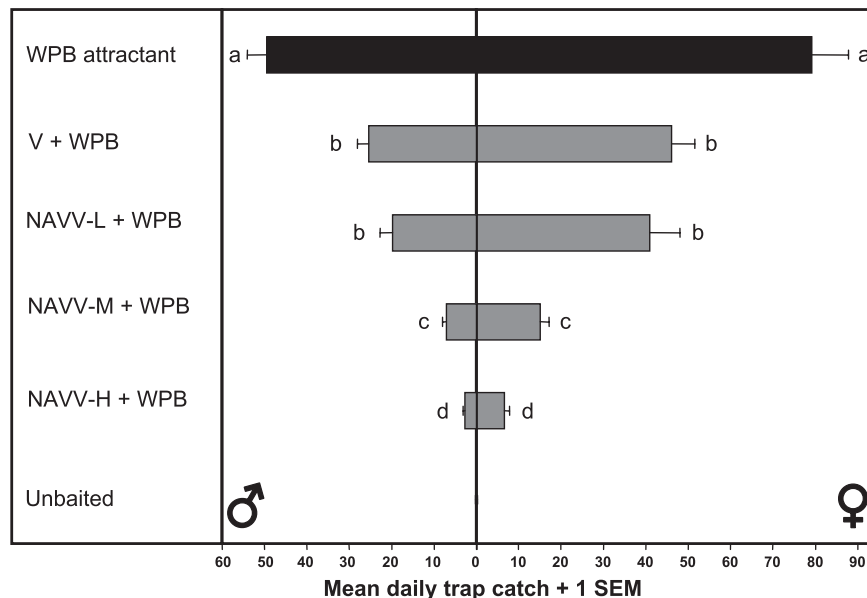 WPB attractant
a
a
V + WPB
b
b
NAVV-L + WPB
b
b
NAVV-M + WPB
c
c
NAVV-H + WPB
d
d
Unbaited
♂
♀
60 50 40 30 20 10 0 10 20 30 40 50 60 70 80 90
Mean daily trap catch + 1 SEM